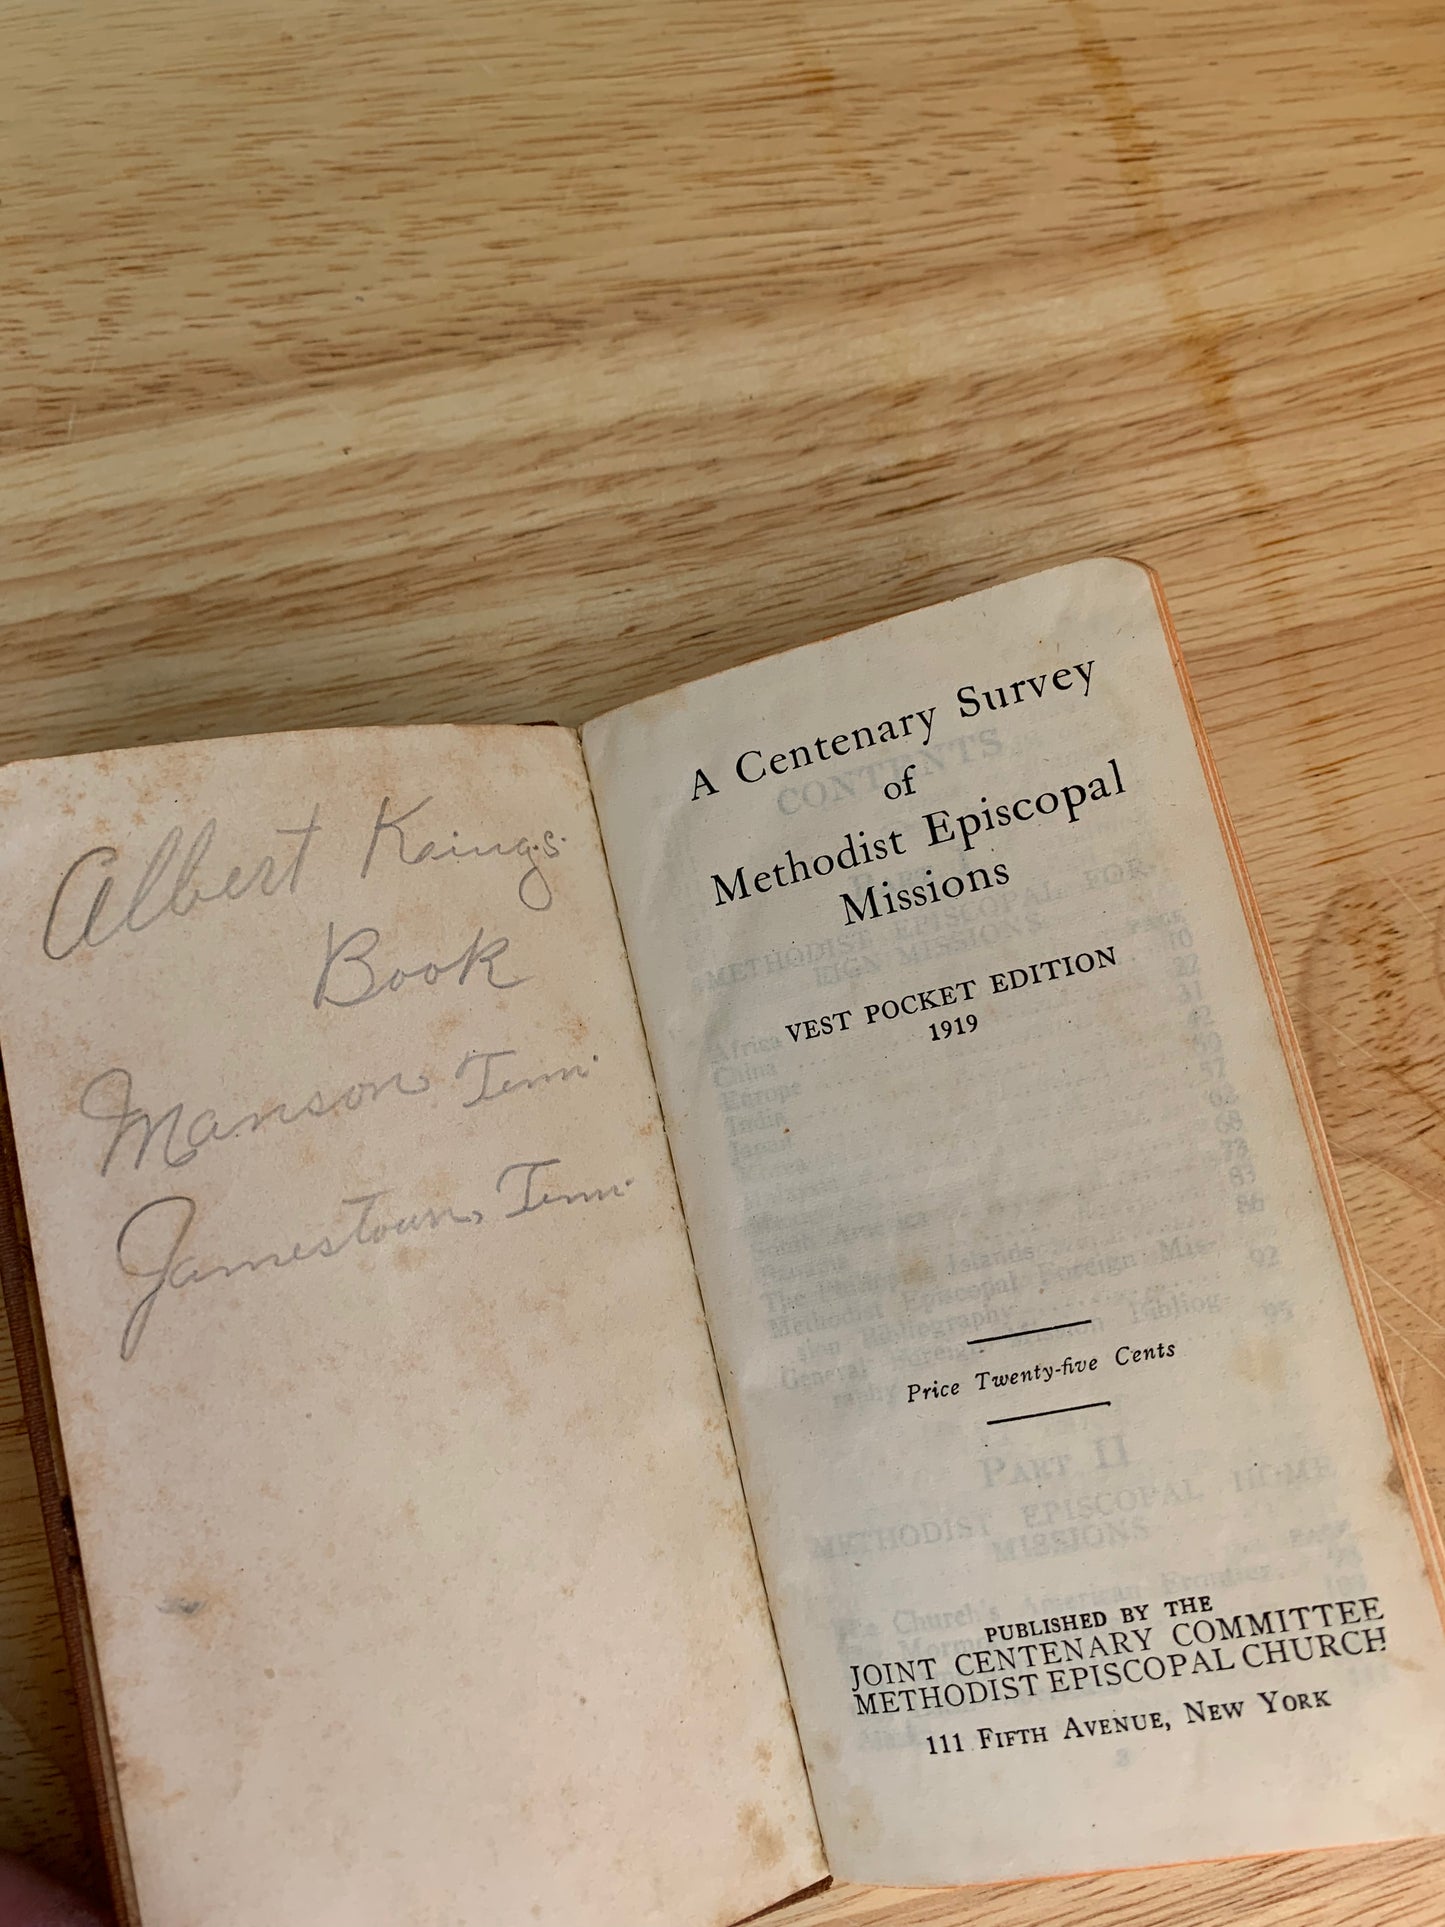 Albert Kaings.
Book
Manson Tenn.
Jamestown, Tenn.
A Centenary Survey
of
Methodist Episcopal
Missions
VEST POCKET EDITION
1919
Price Twenty-five Cents
PUBLISHED BY THE
JOINT CENTENARY COMMITTEE
METHODIST EPISCOPAL CHURCH
111 FIFTH AVENUE, NEW YORK